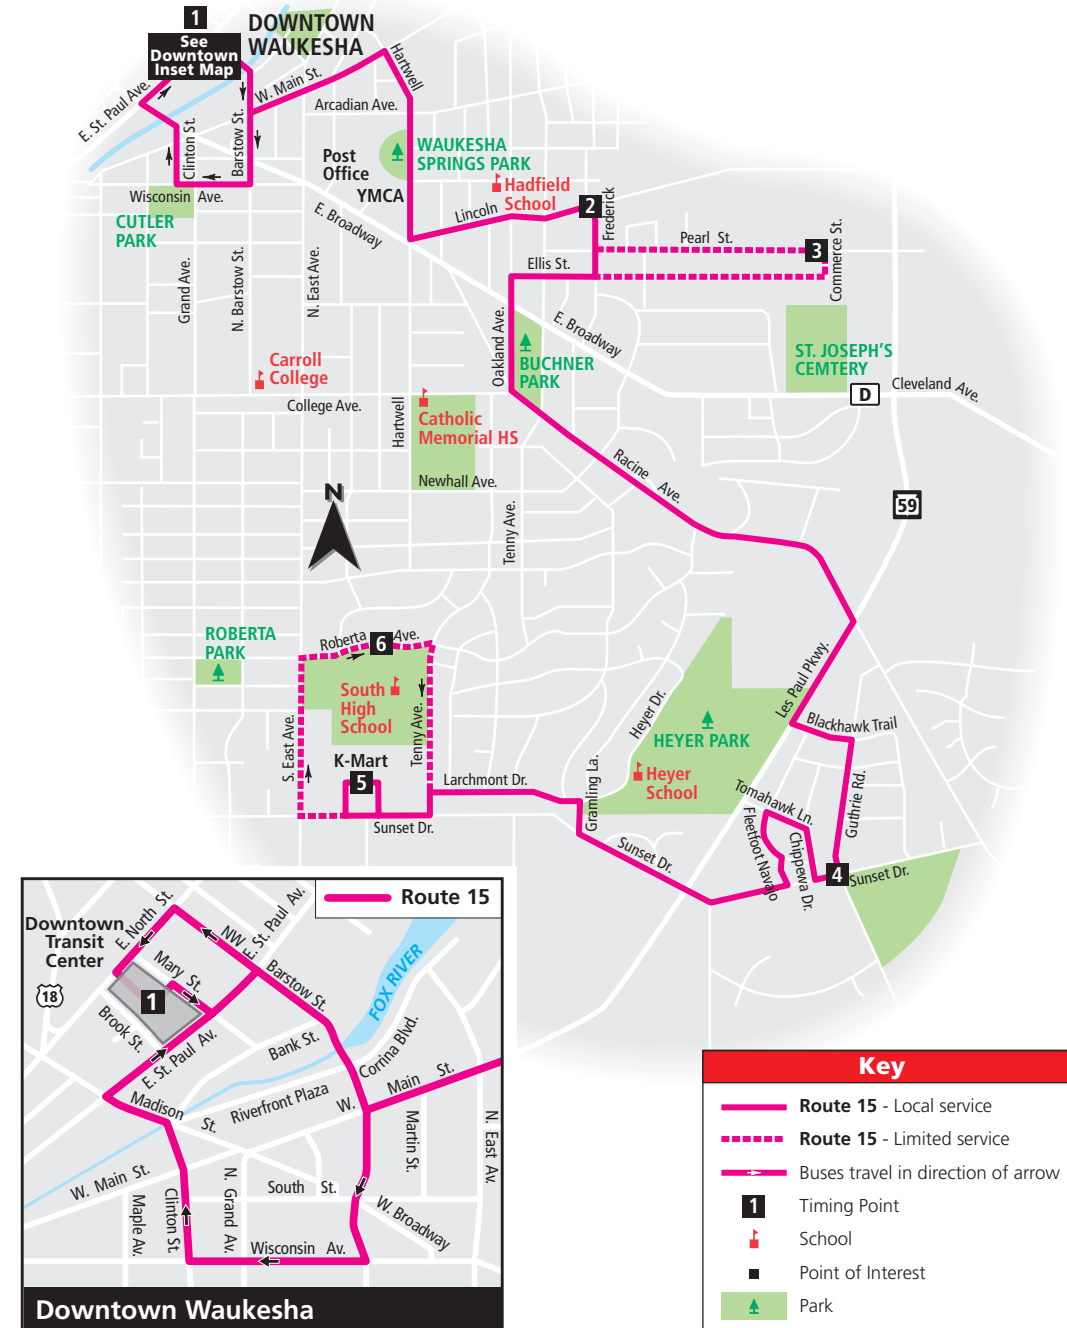 1
See
Downtown
Inset Map
DOWNTOWN
WAUKESHA
Hartwell
W. Main St.
E. St. Paul Ave.
Arcadian Ave.
Clinton St.
Barstow St.
Post
Office
YMCA
WAUKESHA
SPRINGS PARK
Hadfield
School
Wisconsin Ave.
CUTLER
PARK
E. Broadway
Lincoln
2
Frederick
Pearl St.
3
Commerce St.
Ellis St.
Grand Ave.
N. Barstow St.
N. East Ave.
Oakland Ave.
E. Broadway
BUCHNER
PARK
ST. JOSEPH'S
CEMTERY
D
Cleveland Ave.
Carroll
College
College Ave.
Hartwell
Catholic
Memorial HS
Newhall Ave.
Racine Ave.
59
N
Tenny Ave.
ROBERTA
PARK
Roberta Ave.
6
South
High
School
S. East Ave.
Tenny Ave.
K-Mart
5
Sunset Dr.
Larchmont Dr.
Gramling La.
Heyer Dr.
HEYER PARK
Heyer
School
Les Paul Pkwy.
Blackhawk Trail
Tomahawk Ln.
Guthrie Rd.
Fleetfoot Navajo
Chippewa Dr.
4
Sunset Dr.
Sunset Dr.
Route 15
Downtown
Transit
Center
18
E. North St.
NW
E. St. Paul Av.
Mary St.
1
Barstow St.
FOX RIVER
Brook St.
E. St. Paul Av.
Bank St.
Corina Blvd.
Madison St.
Riverfront Plaza
W. Main St.
Martin St.
N. East Av.
W. Main St.
Maple Av.
Clinton St.
N. Grand Av.
South St.
W. Broadway
Wisconsin Av.
Downtown Waukesha
Key
Route 15 - Local service
Route 15 - Limited service
Buses travel in direction of arrow
1 Timing Point
School
Point of Interest
Park